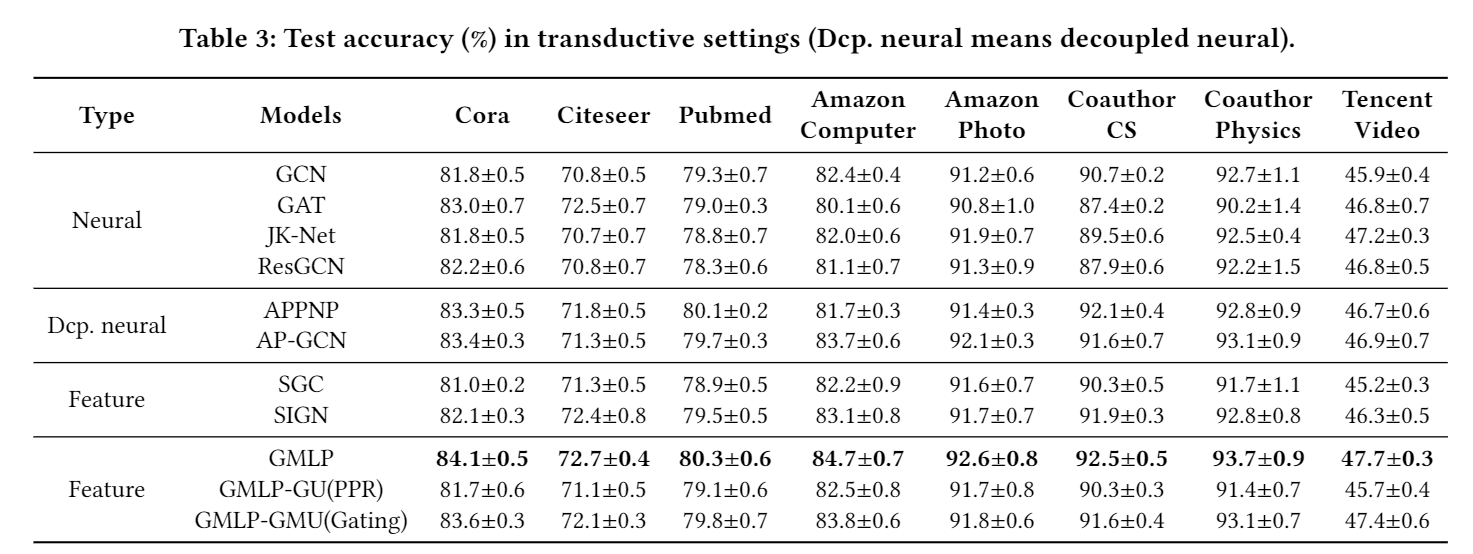 Table 3: Test accuracy (%) in transductive settings (Dcp. neural means decoupled neural).
Type Models Cora Citeseer Pubmed Amazon Computer Amazon Photo Coauthor CS Coauthor Physics Tencent Video
Neural
GCN 81.8±0.5 70.8±0.5 79.3±0.7 82.4±0.4 91.2±0.6 90.7±0.2 92.7±1.1 45.9±0.4
GAT 83.0±0.7 72.5±0.7 79.0±0.3 80.1±0.6 90.8±1.0 87.4±0.2 90.2±1.4 46.8±0.7
JK-Net 81.8±0.5 70.7±0.7 78.8±0.7 82.0±0.6 91.9±0.7 89.5±0.6 92.5±0.4 47.2±0.3
ResGCN 82.2±0.6 70.8±0.7 78.3±0.6 81.1±0.7 91.3±0.9 87.9±0.6 92.2±1.5 46.8±0.5
Dcp. neural
APPNP 83.3±0.5 71.8±0.5 80.1±0.2 81.7±0.3 91.4±0.3 92.1±0.4 92.8±0.9 46.7±0.6
AP-GCN 83.4±0.3 71.3±0.5 79.7±0.3 83.7±0.6 92.1±0.3 91.6±0.7 93.1±0.9 46.9±0.7
Feature
SGC 81.0±0.2 71.3±0.5 78.9±0.5 82.2±0.9 91.6±0.7 90.3±0.5 91.7±1.1 45.2±0.3
SIGN 82.1±0.3 72.4±0.8 79.5±0.5 83.1±0.8 91.7±0.7 91.9±0.3 92.8±0.8 46.3±0.5
Feature
GMLP 84.1±0.5 72.7±0.4 80.3±0.6 84.7±0.7 92.6±0.8 92.5±0.5 93.7±0.9 47.7±0.3
GMLP-GU(PPR) 81.7±0.6 71.1±0.5 79.1±0.6 82.5±0.8 91.7±0.8 90.3±0.3 91.4±0.7 45.7±0.4
GMLP-GMU(Gating) 83.6±0.3 72.1±0.3 79.8±0.7 83.8±0.6 91.8±0.6 91.6±0.4 93.1±0.7 47.4±0.6